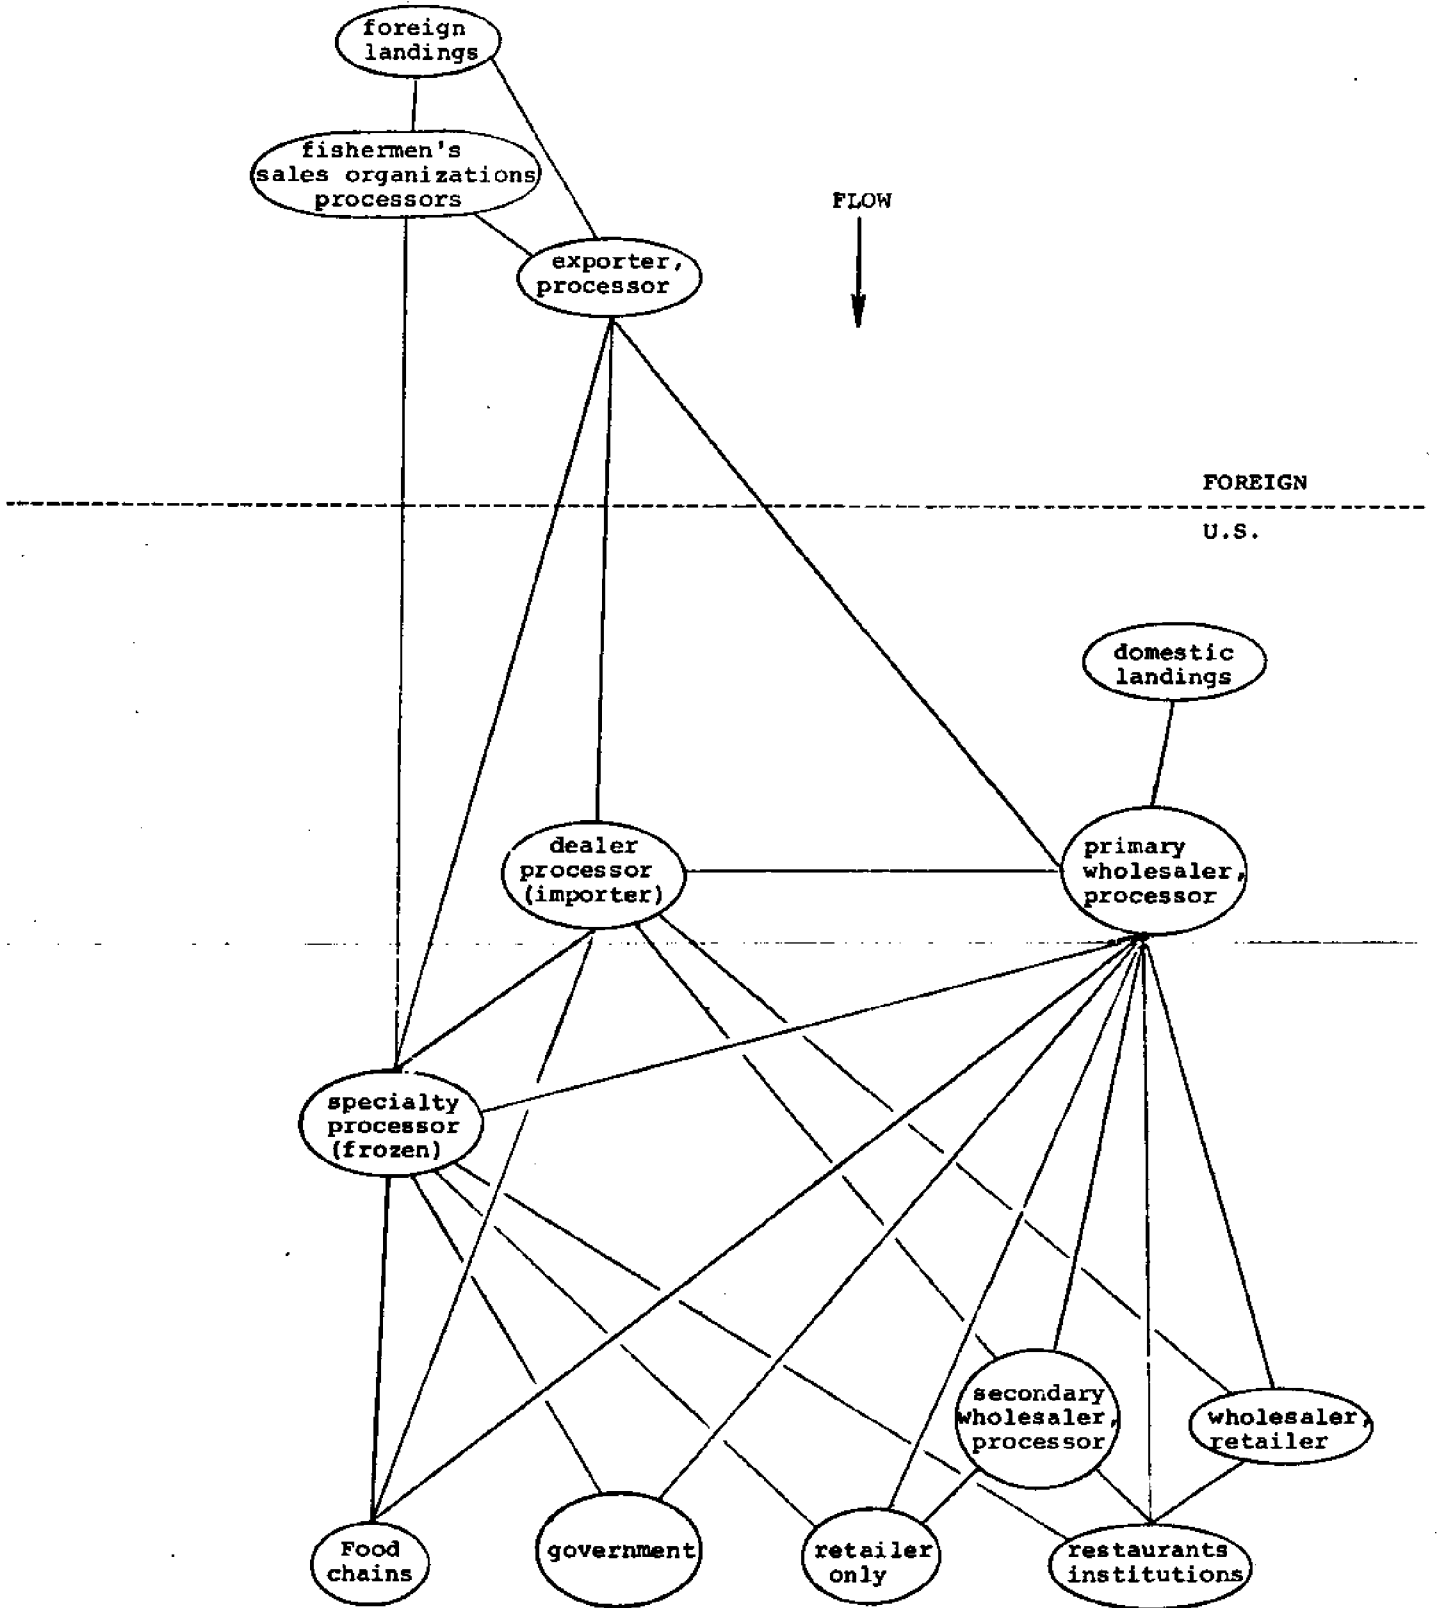 foreign
landings
fishermen's
sales organizations
processors
FLOW
exporter,
processor
FOREIGN
U.S.
domestic
landings
dealer
processor
(importer)
primary
wholesaler,
processor
specialty
processor
(frozen)
secondary
wholesaler,
processor
wholesaler,
retailer
Food
chains
government
retailer
only
restaurants
institutions